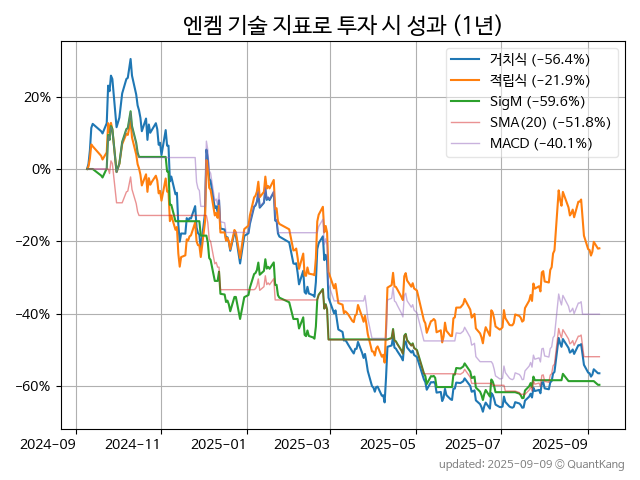 엔켐 기술 지표로 투자 시 성과 (1년)
거치식 (−56.4%)
적립식 (−21.9%)
SigM (−59.6%)
SMA(20) (−51.8%)
MACD (−40.1%)
20%
0%
−20%
−40%
−60%
2024-09 2024-11 2025-01 2025-03 2025-05 2025-07 2025-09
updated: 2025-09-09 © QuantKang